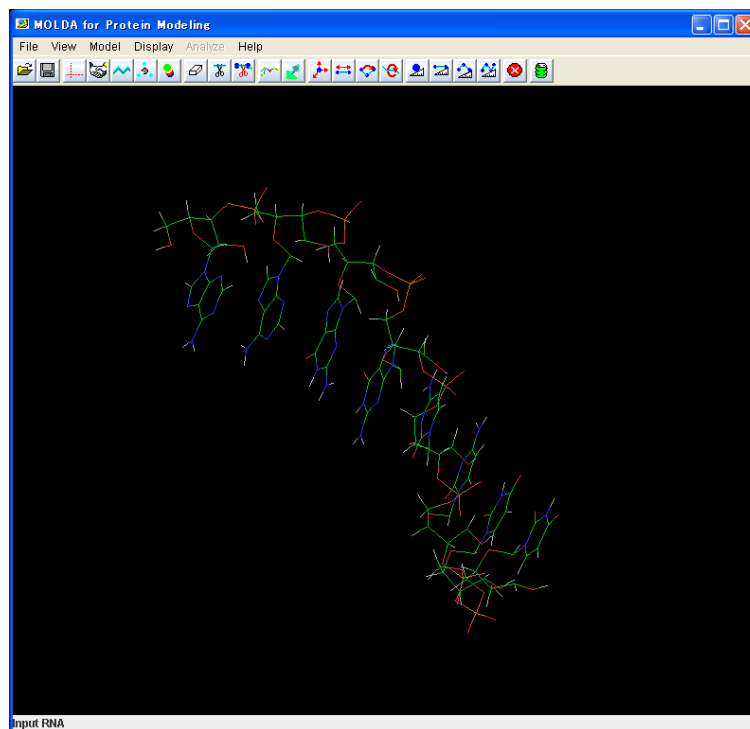 MOLDA for Protein Modeling
File View Model Display Analyze Help
Input RNA